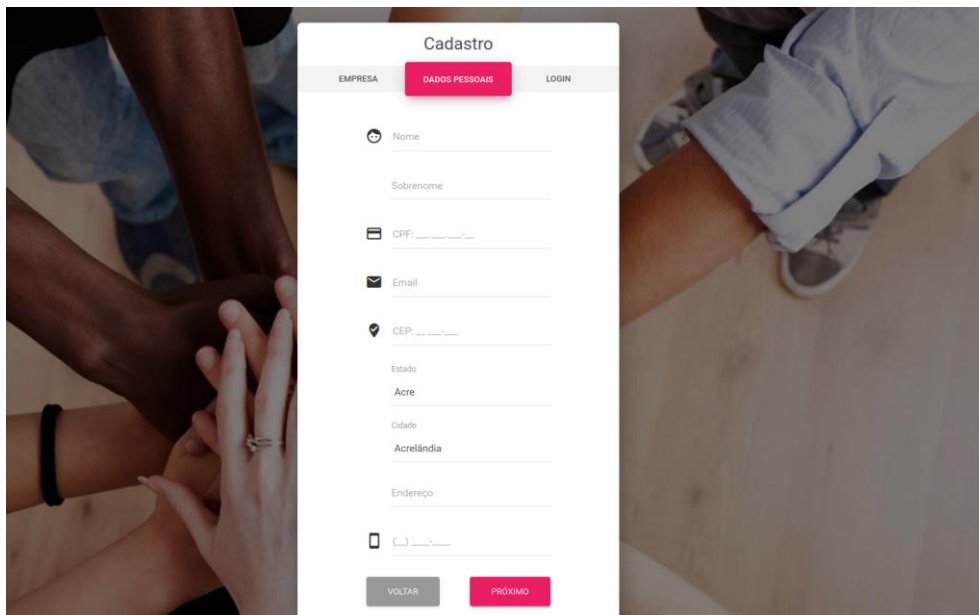 Cadastro
EMPRESA DADOS PESSOAIS LOGIN
Nome
Sobrenome
CPF: ___.___.___-__
Email
CEP: __.___-___
Estado
Acre
Cidade
Acrelândia
Endereço
(__) ____-____
VOLTAR PRÓXIMO